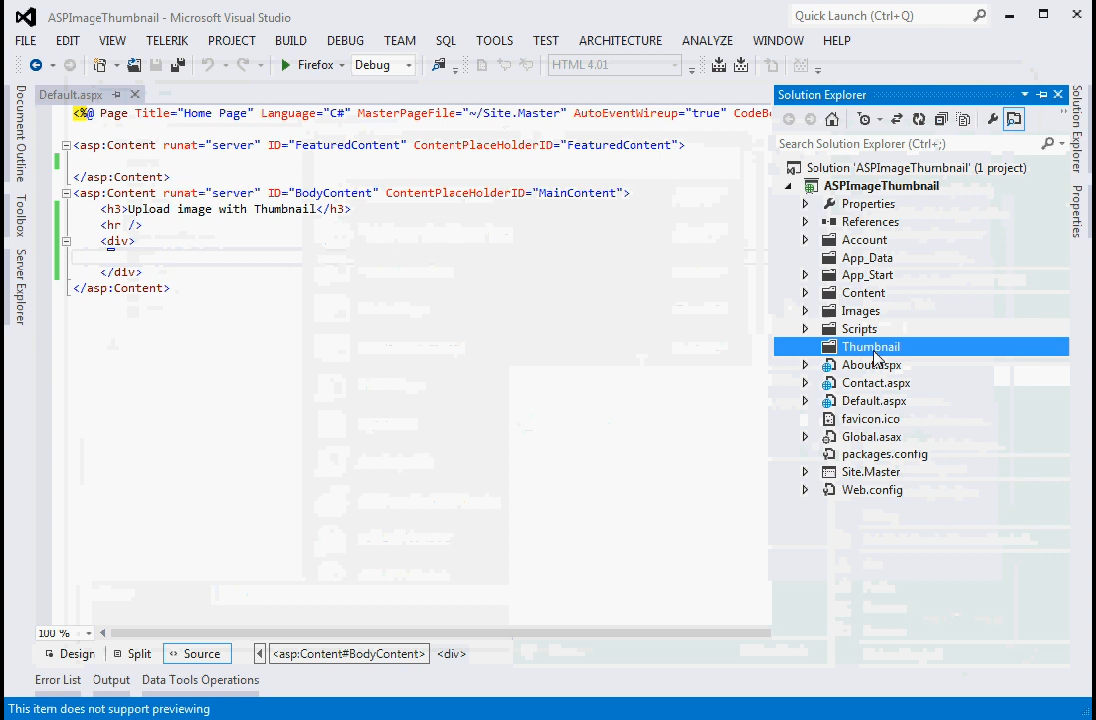 ASPImageThumbnail - Microsoft Visual Studio
Quick Launch (Ctrl+Q)
FILE EDIT VIEW TELERIK PROJECT BUILD DEBUG TEAM SQL TOOLS TEST ARCHITECTURE ANALYZE WINDOW HELP
Firefox Debug HTML 4.01
Document Outline
Toolbox
Server Explorer
Default.aspx
<%@ Page Title="Home Page" Language="C#" MasterPageFile="~/Site.Master" AutoEventWireup="true" CodeBe
<asp:Content runat="server" ID="FeaturedContent" ContentPlaceHolderID="FeaturedContent">
</asp:Content>
<asp:Content runat="server" ID="BodyContent" ContentPlaceHolderID="MainContent">
<h3>Upload image with Thumbnail</h3>
<hr />
<div>
</div>
</asp:Content>
100 %
Design Split Source <asp:Content#BodyContent> <div>
Solution Explorer
Search Solution Explorer (Ctrl+;)
Solution 'ASPImageThumbnail' (1 project)
ASPImageThumbnail
Properties
References
Account
App_Data
App_Start
Content
Images
Scripts
Thumbnail
About.aspx
Contact.aspx
Default.aspx
favicon.ico
Global.asax
packages.config
Site.Master
Web.config
Solution Explorer
Properties
Error List Output Data Tools Operations
This item does not support previewing